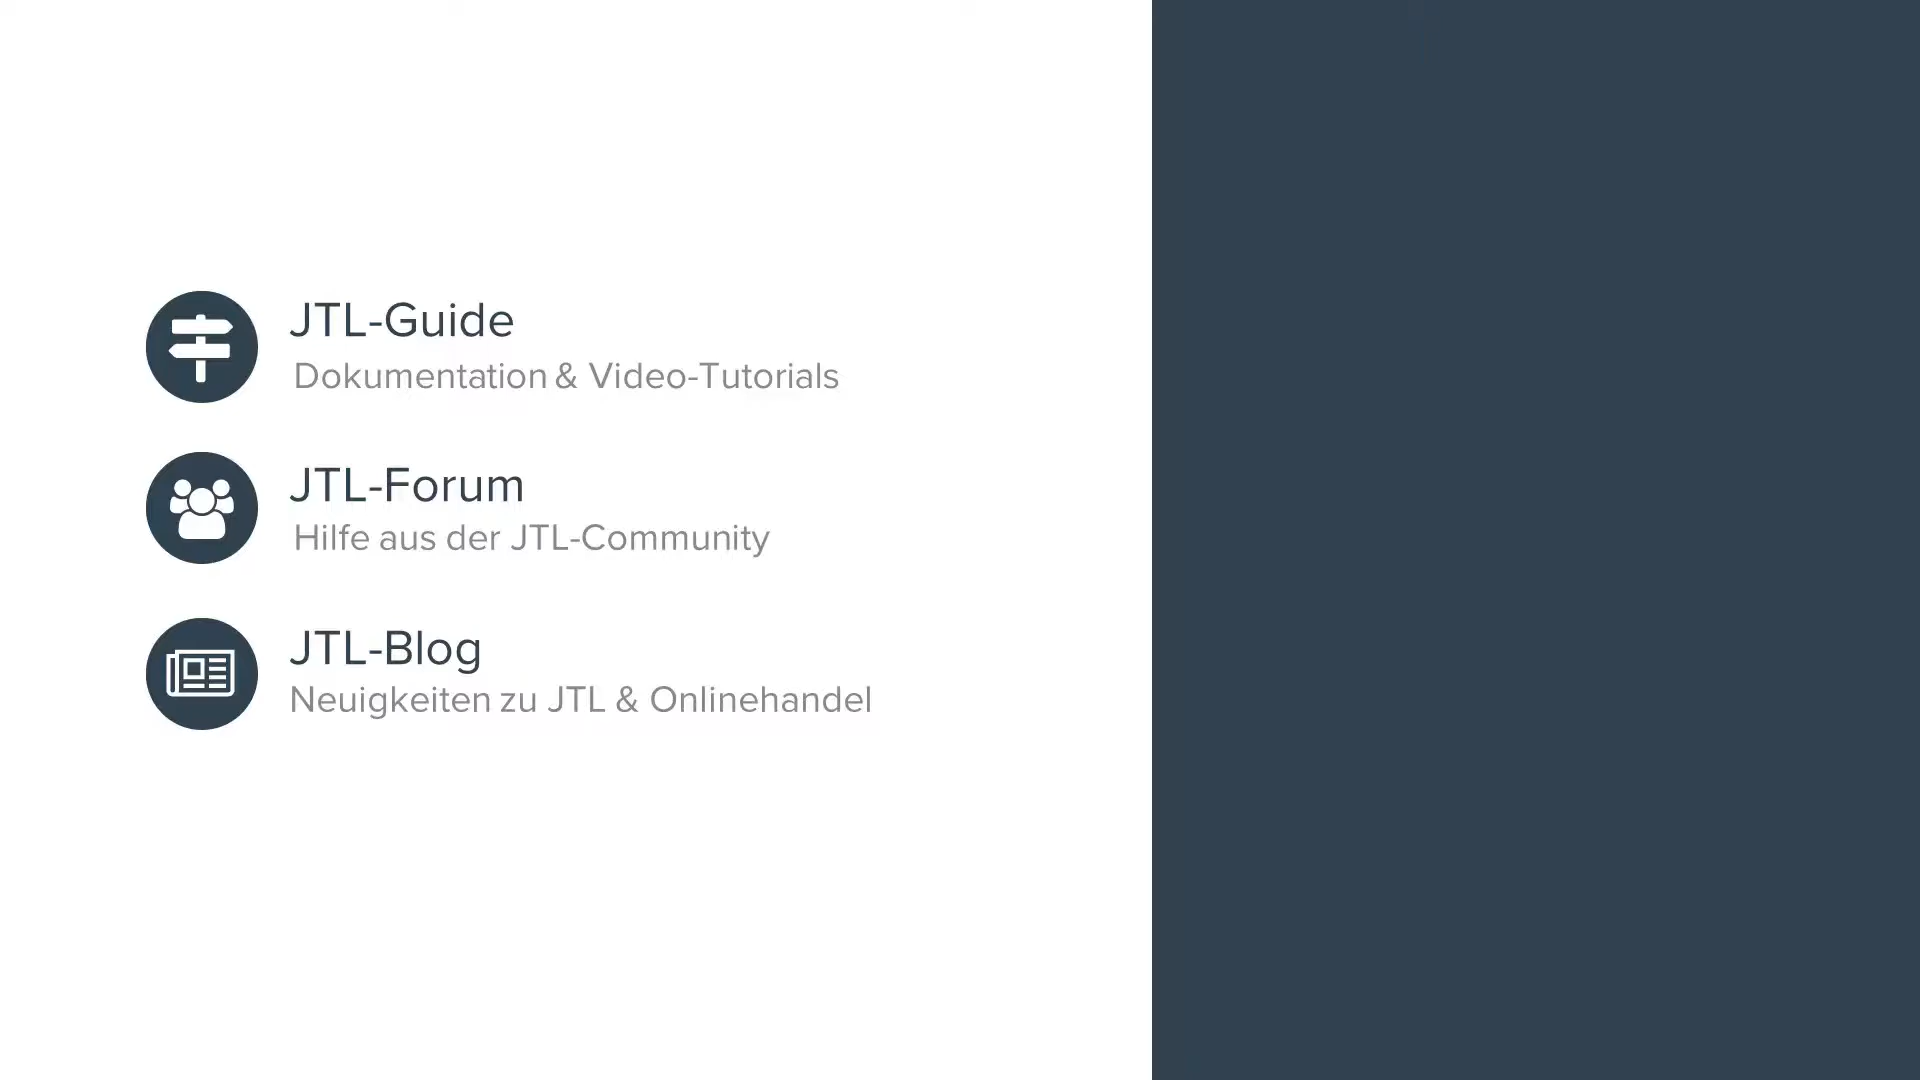 JTL-Guide
Dokumentation & Video-Tutorials
JTL-Forum
Hilfe aus der JTL-Community
JTL-Blog
Neuigkeiten zu JTL & Onlinehandel